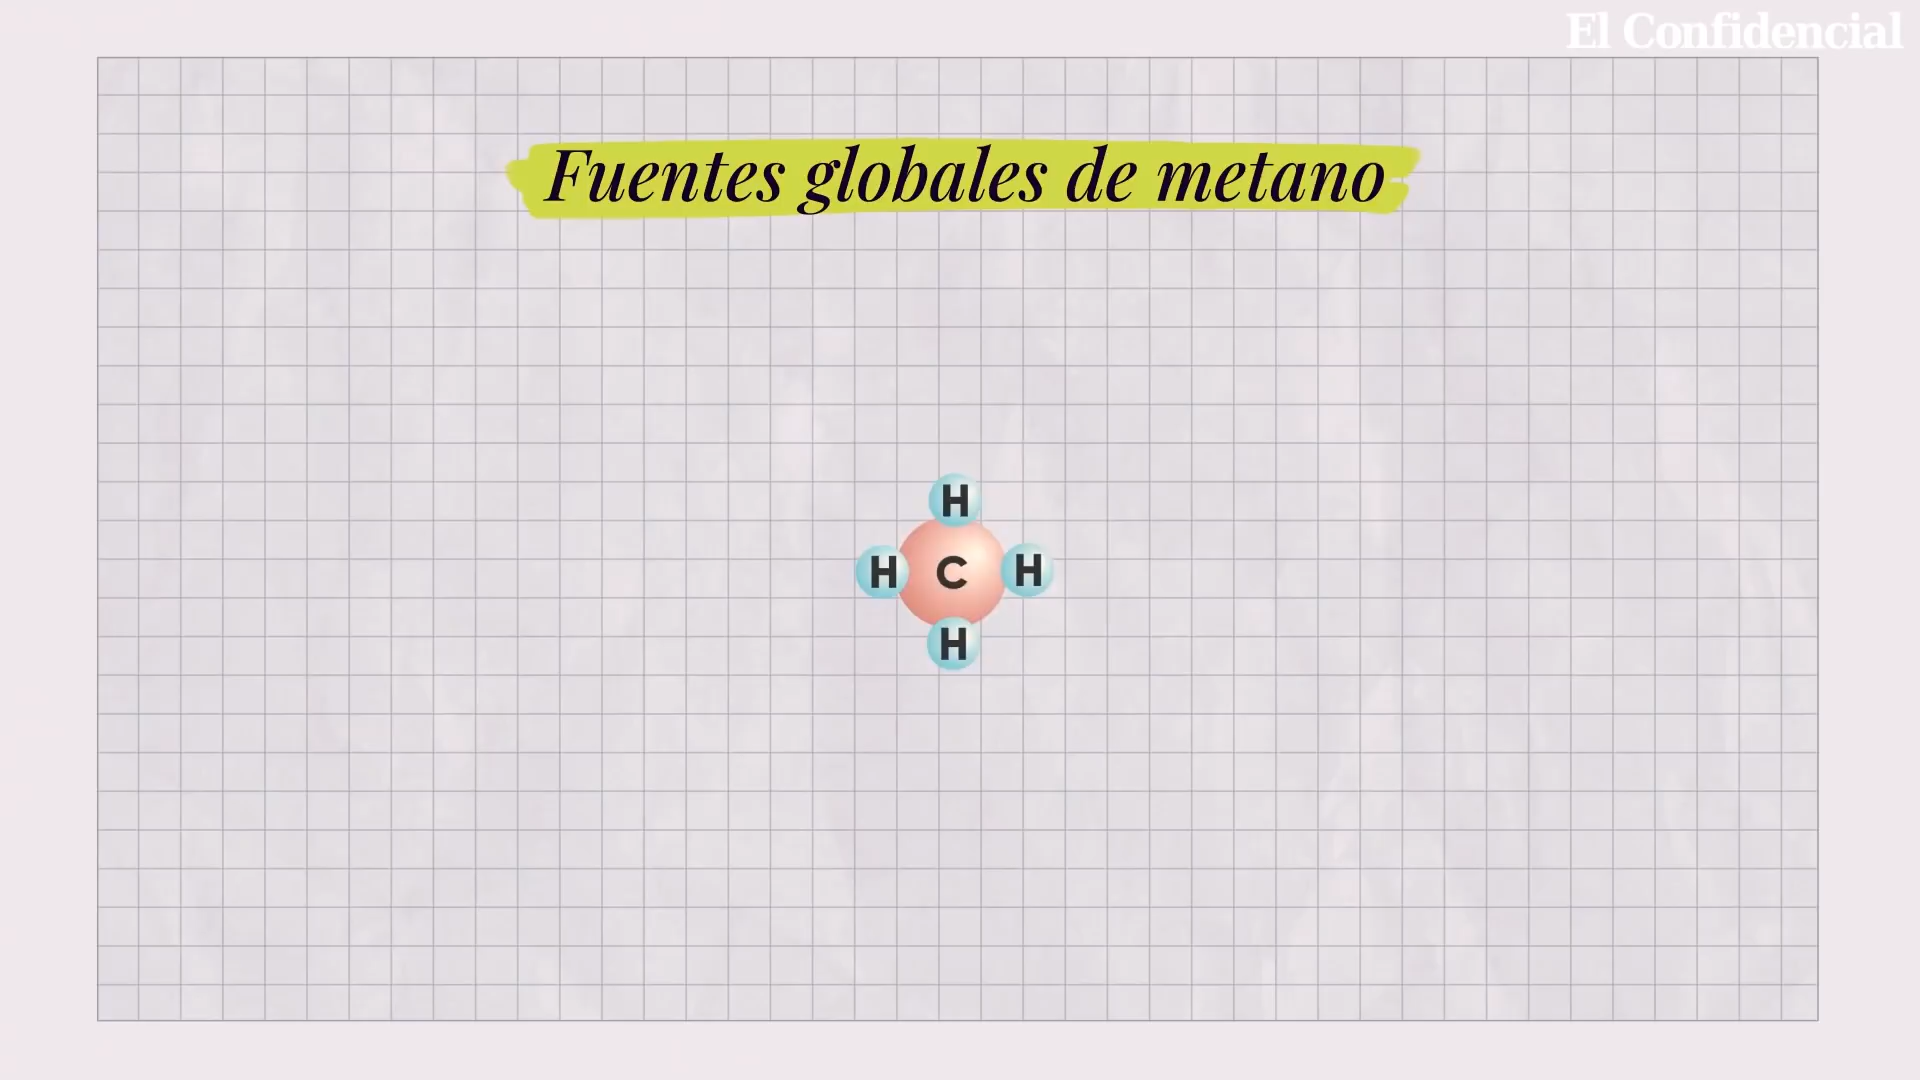 El Confidencial
Fuentes globales de metano
H
H C H
H